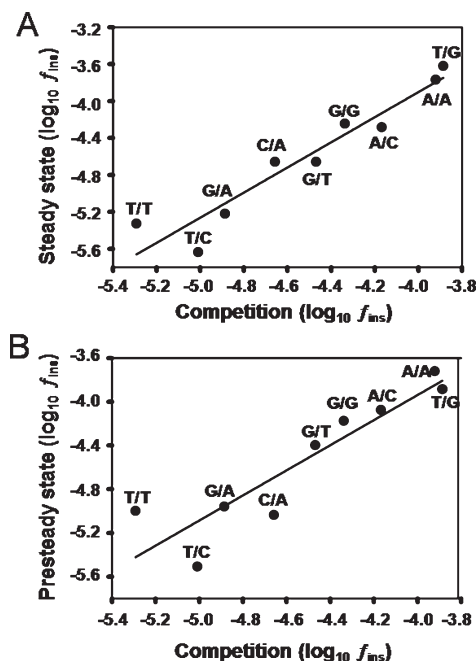 A
Steady state (log10 fins)
-3.2
-3.6
-4.0
-4.4
-4.8
-5.2
-5.6
T/G
A/A
G/G
A/C
C/A
G/T
G/A
T/T
T/C
-5.4 -5.2 -5.0 -4.8 -4.6 -4.4 -4.2 -4.0 -3.8
Competition (log10 fins)
B
Presteady state (log10 fins)
-3.6
-4.0
-4.4
-4.8
-5.2
-5.6
A/A
A/C
T/G
G/G
G/T
T/T
G/A
C/A
T/C
-5.4 -5.2 -5.0 -4.8 -4.6 -4.4 -4.2 -4.0 -3.8
Competition (log10 fins)